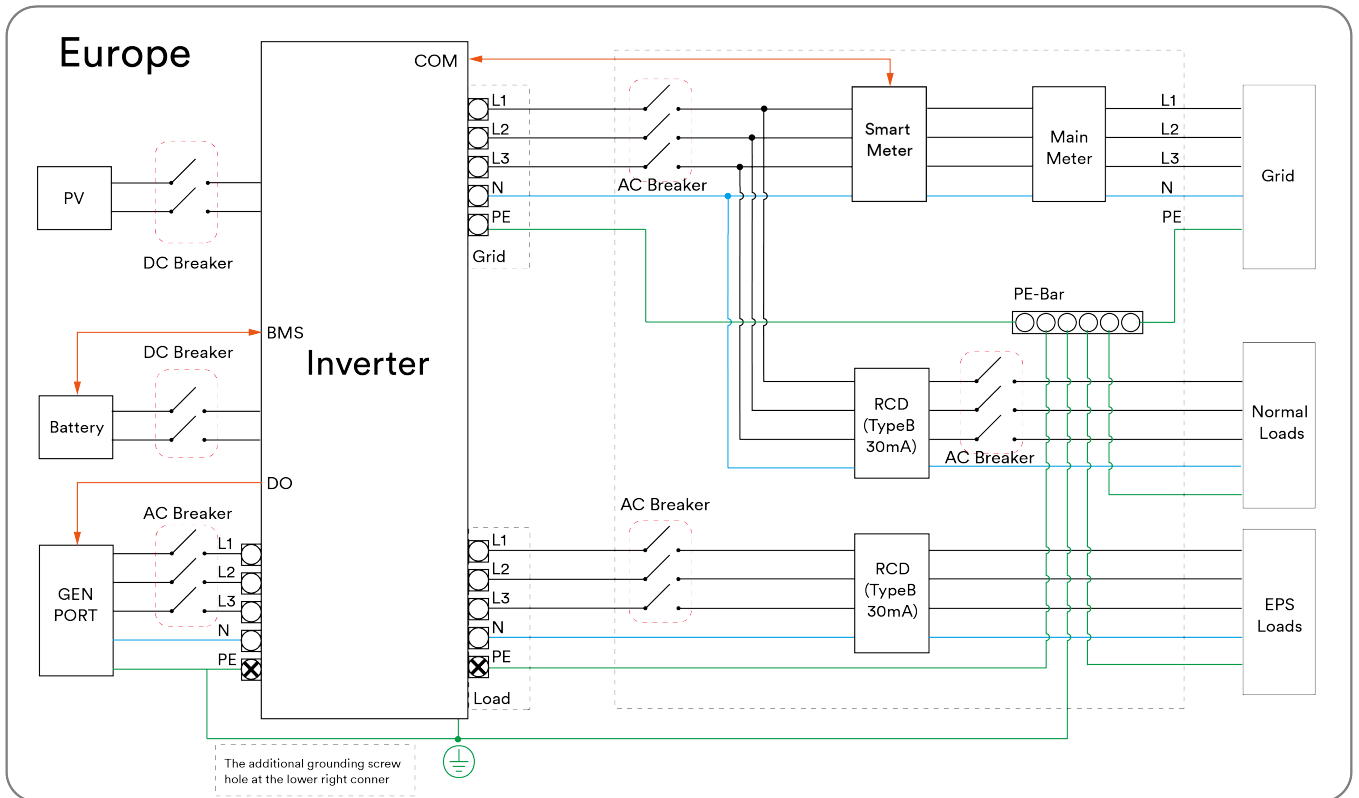 Europe
COM
L1
L2
L3
N
PE
Grid
AC Breaker
Smart
Meter
Main
Meter
L1
L2
L3
N
PE
Grid
PV
DC Breaker
PE-Bar
BMS
Inverter
DC Breaker
Battery
RCD
(TypeB
30mA)
AC Breaker
Normal
Loads
DO
AC Breaker
GEN
PORT
L1
L2
L3
N
PE
L1
L2
L3
N
PE
Load
AC Breaker
RCD
(TypeB
30mA)
EPS
Loads
The additional grounding screw
hole at the lower right conner